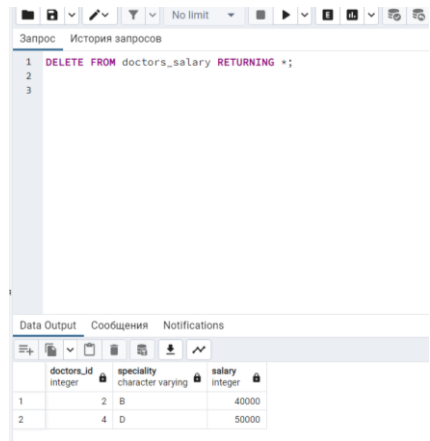 No limit
Запрос История запросов
1 DELETE FROM doctors_salary RETURNING *;
2
3
Data Output Сообщения Notifications
doctors_id speciality salary
integer character varying integer
1 2 B 40000
2 4 D 50000